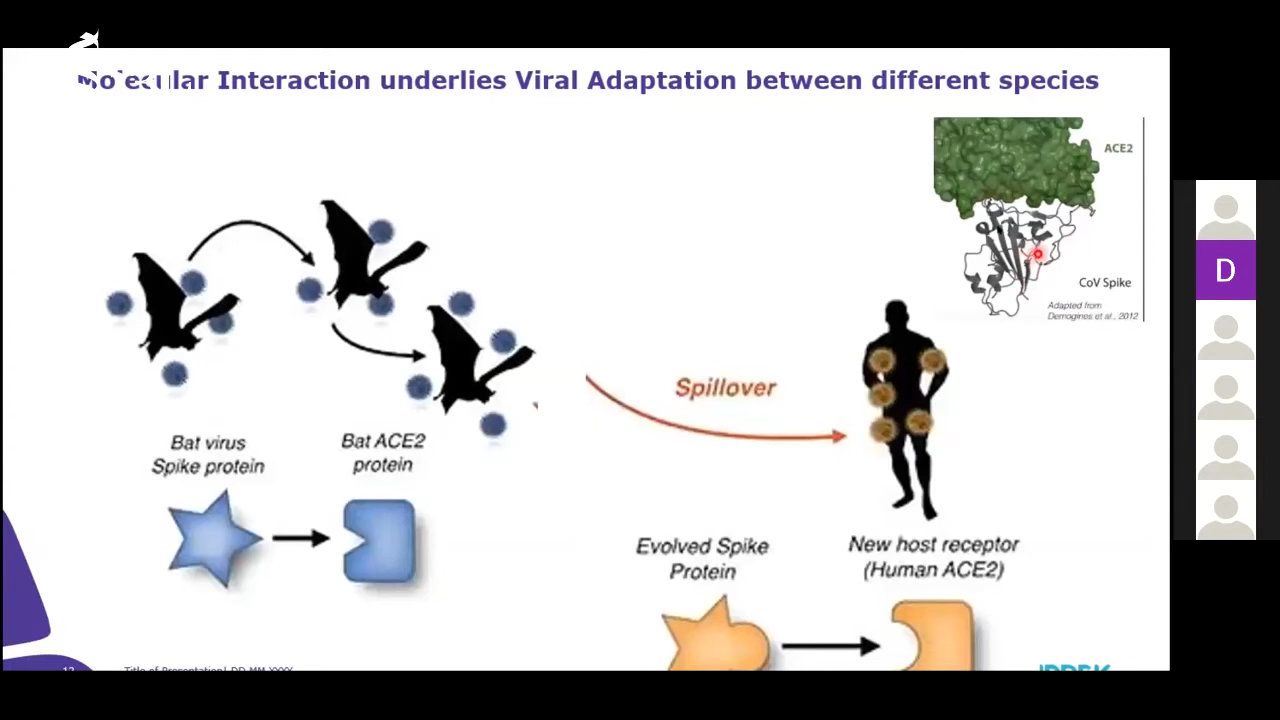 Molecular Interaction underlies Viral Adaptation between different species
ACE2
CoV Spike
Adapted from
Demogines et al., 2012
Spillover
Bat virus
Spike protein
Bat ACE2
protein
Evolved Spike
Protein
New host receptor
(Human ACE2)
D
12
Title of Presentation| DD-MM-YYYY